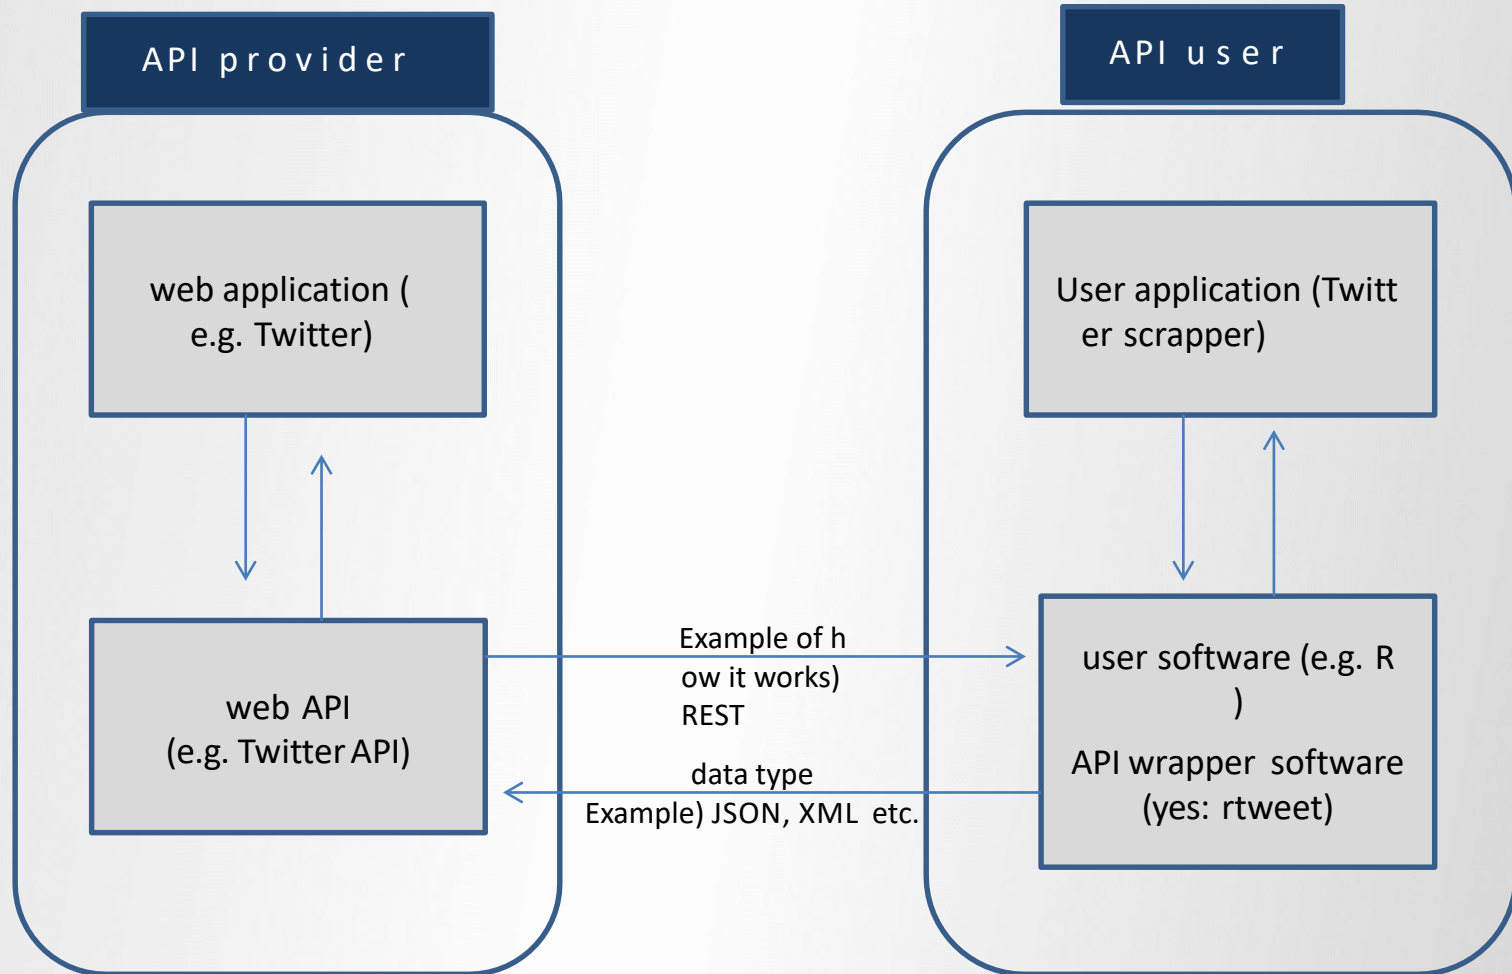 API provider
API user
web application (
e.g. Twitter)
User application (Twitt
er scrapper)
Example of h
ow it works)
REST
data type
Example) JSON, XML etc.
web API
(e.g. Twitter API)
user software (e.g. R
)
API wrapper software
(yes: rtweet)